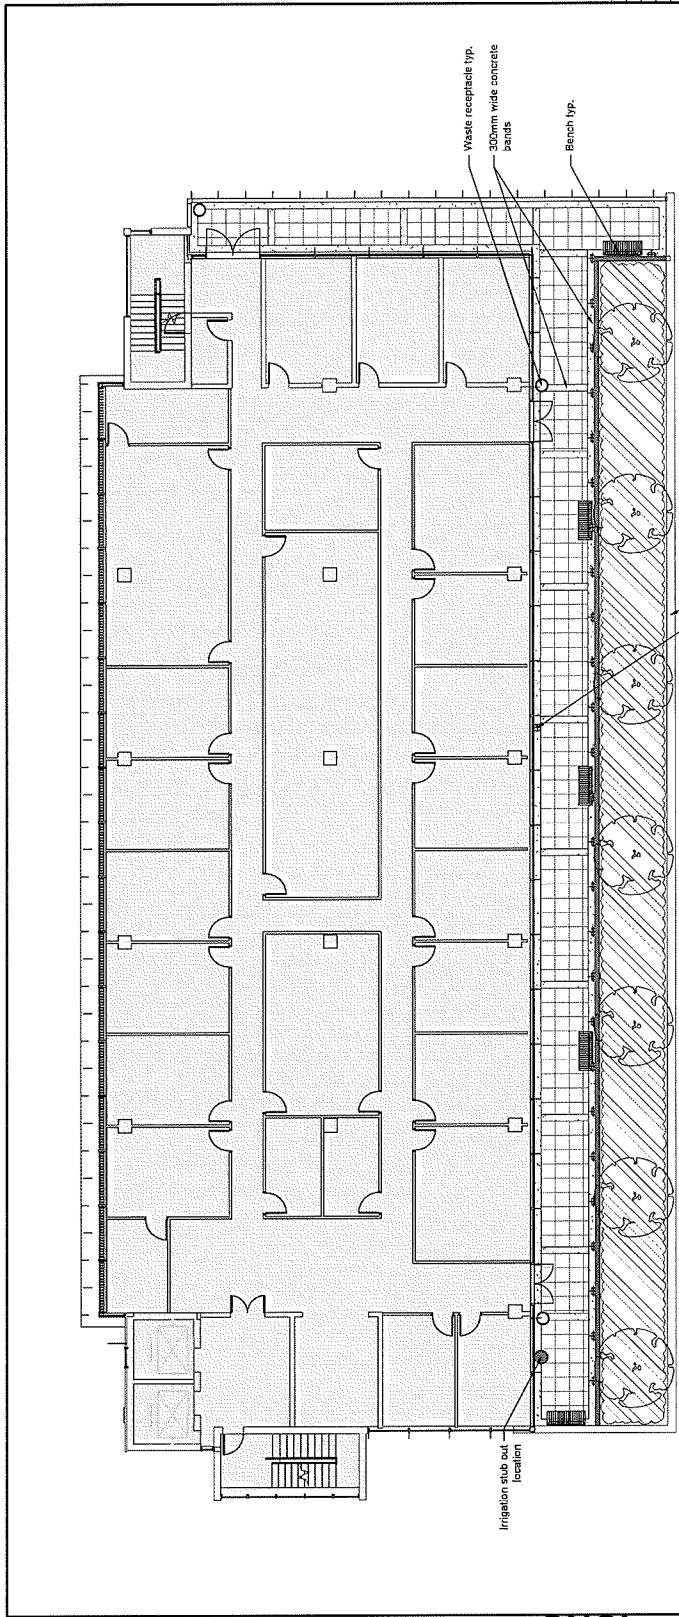 Waste receptacle typ.
300mm wide concrete
bands
Bench typ.
Irrigation stub out
location